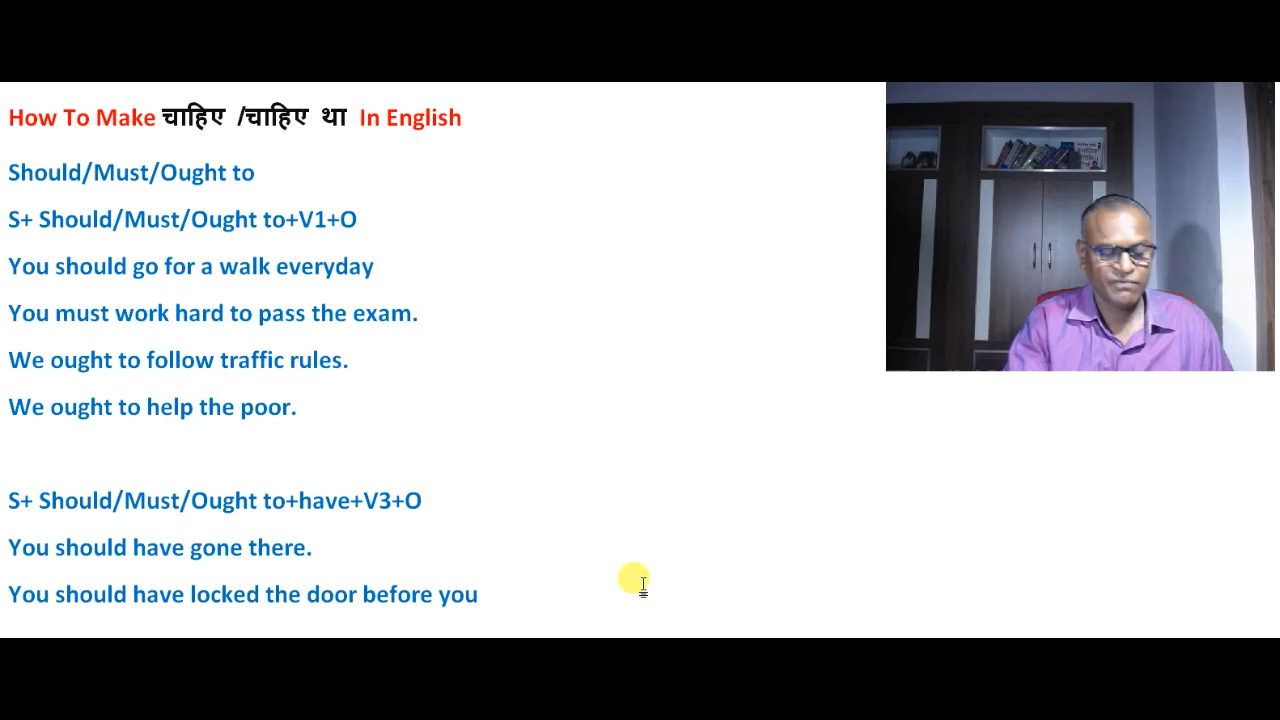 How To Make चाहिए /चाहिए था In English
Should/Must/Ought to
S+ Should/Must/Ought to+V1+O
You should go for a walk everyday
You must work hard to pass the exam.
We ought to follow traffic rules.
We ought to help the poor.
S+ Should/Must/Ought to+have+V3+O
You should have gone there.
You should have locked the door before you